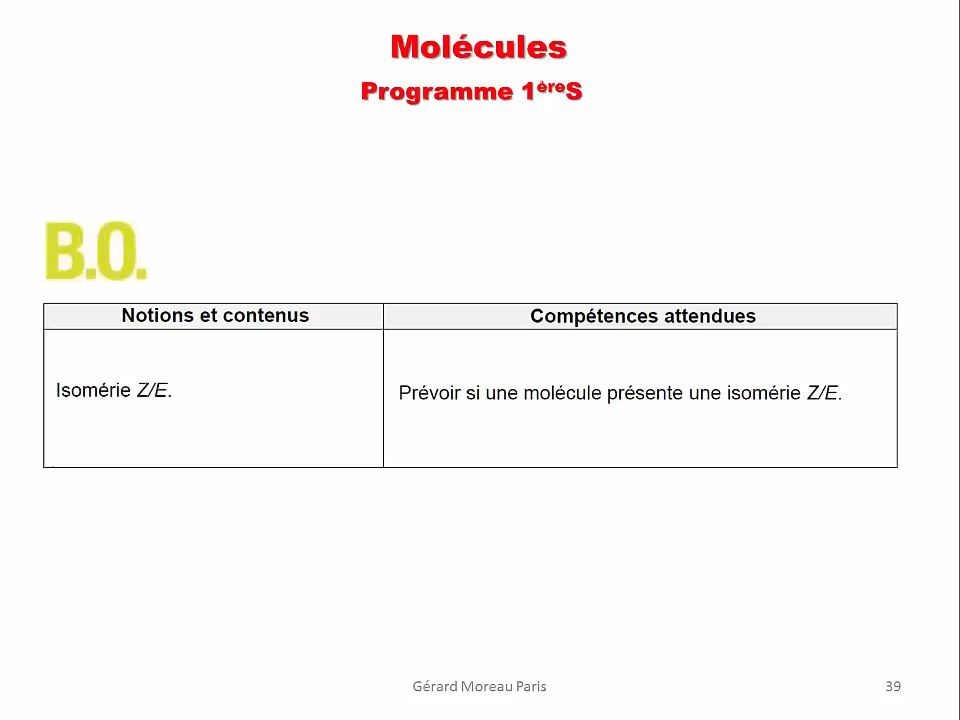 Molécules
Programme 1èreS
B.O.
Notions et contenus
Compétences attendues
Isomérie Z/E.
Prévoir si une molécule présente une isomérie Z/E.
Gérard Moreau Paris
39